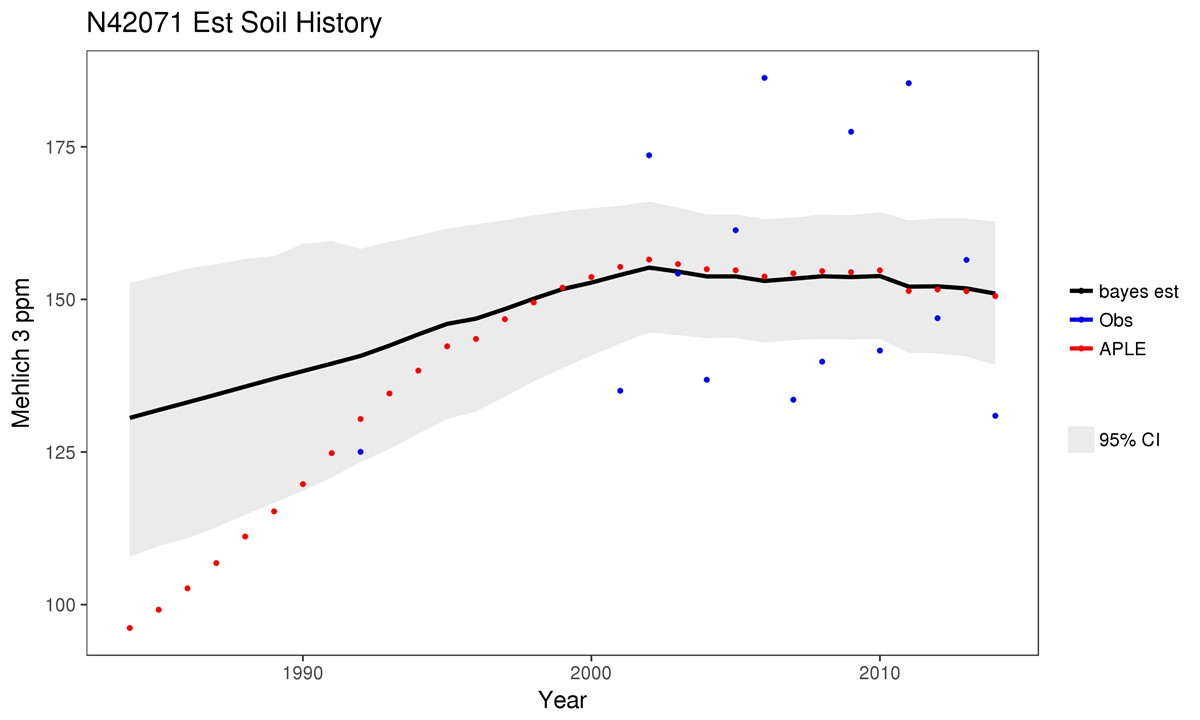 N42071 Est Soil History
175
150
125
100
Mehlich 3 ppm
1990
2000
2010
Year
bayes est
Obs
APLE
95% CI